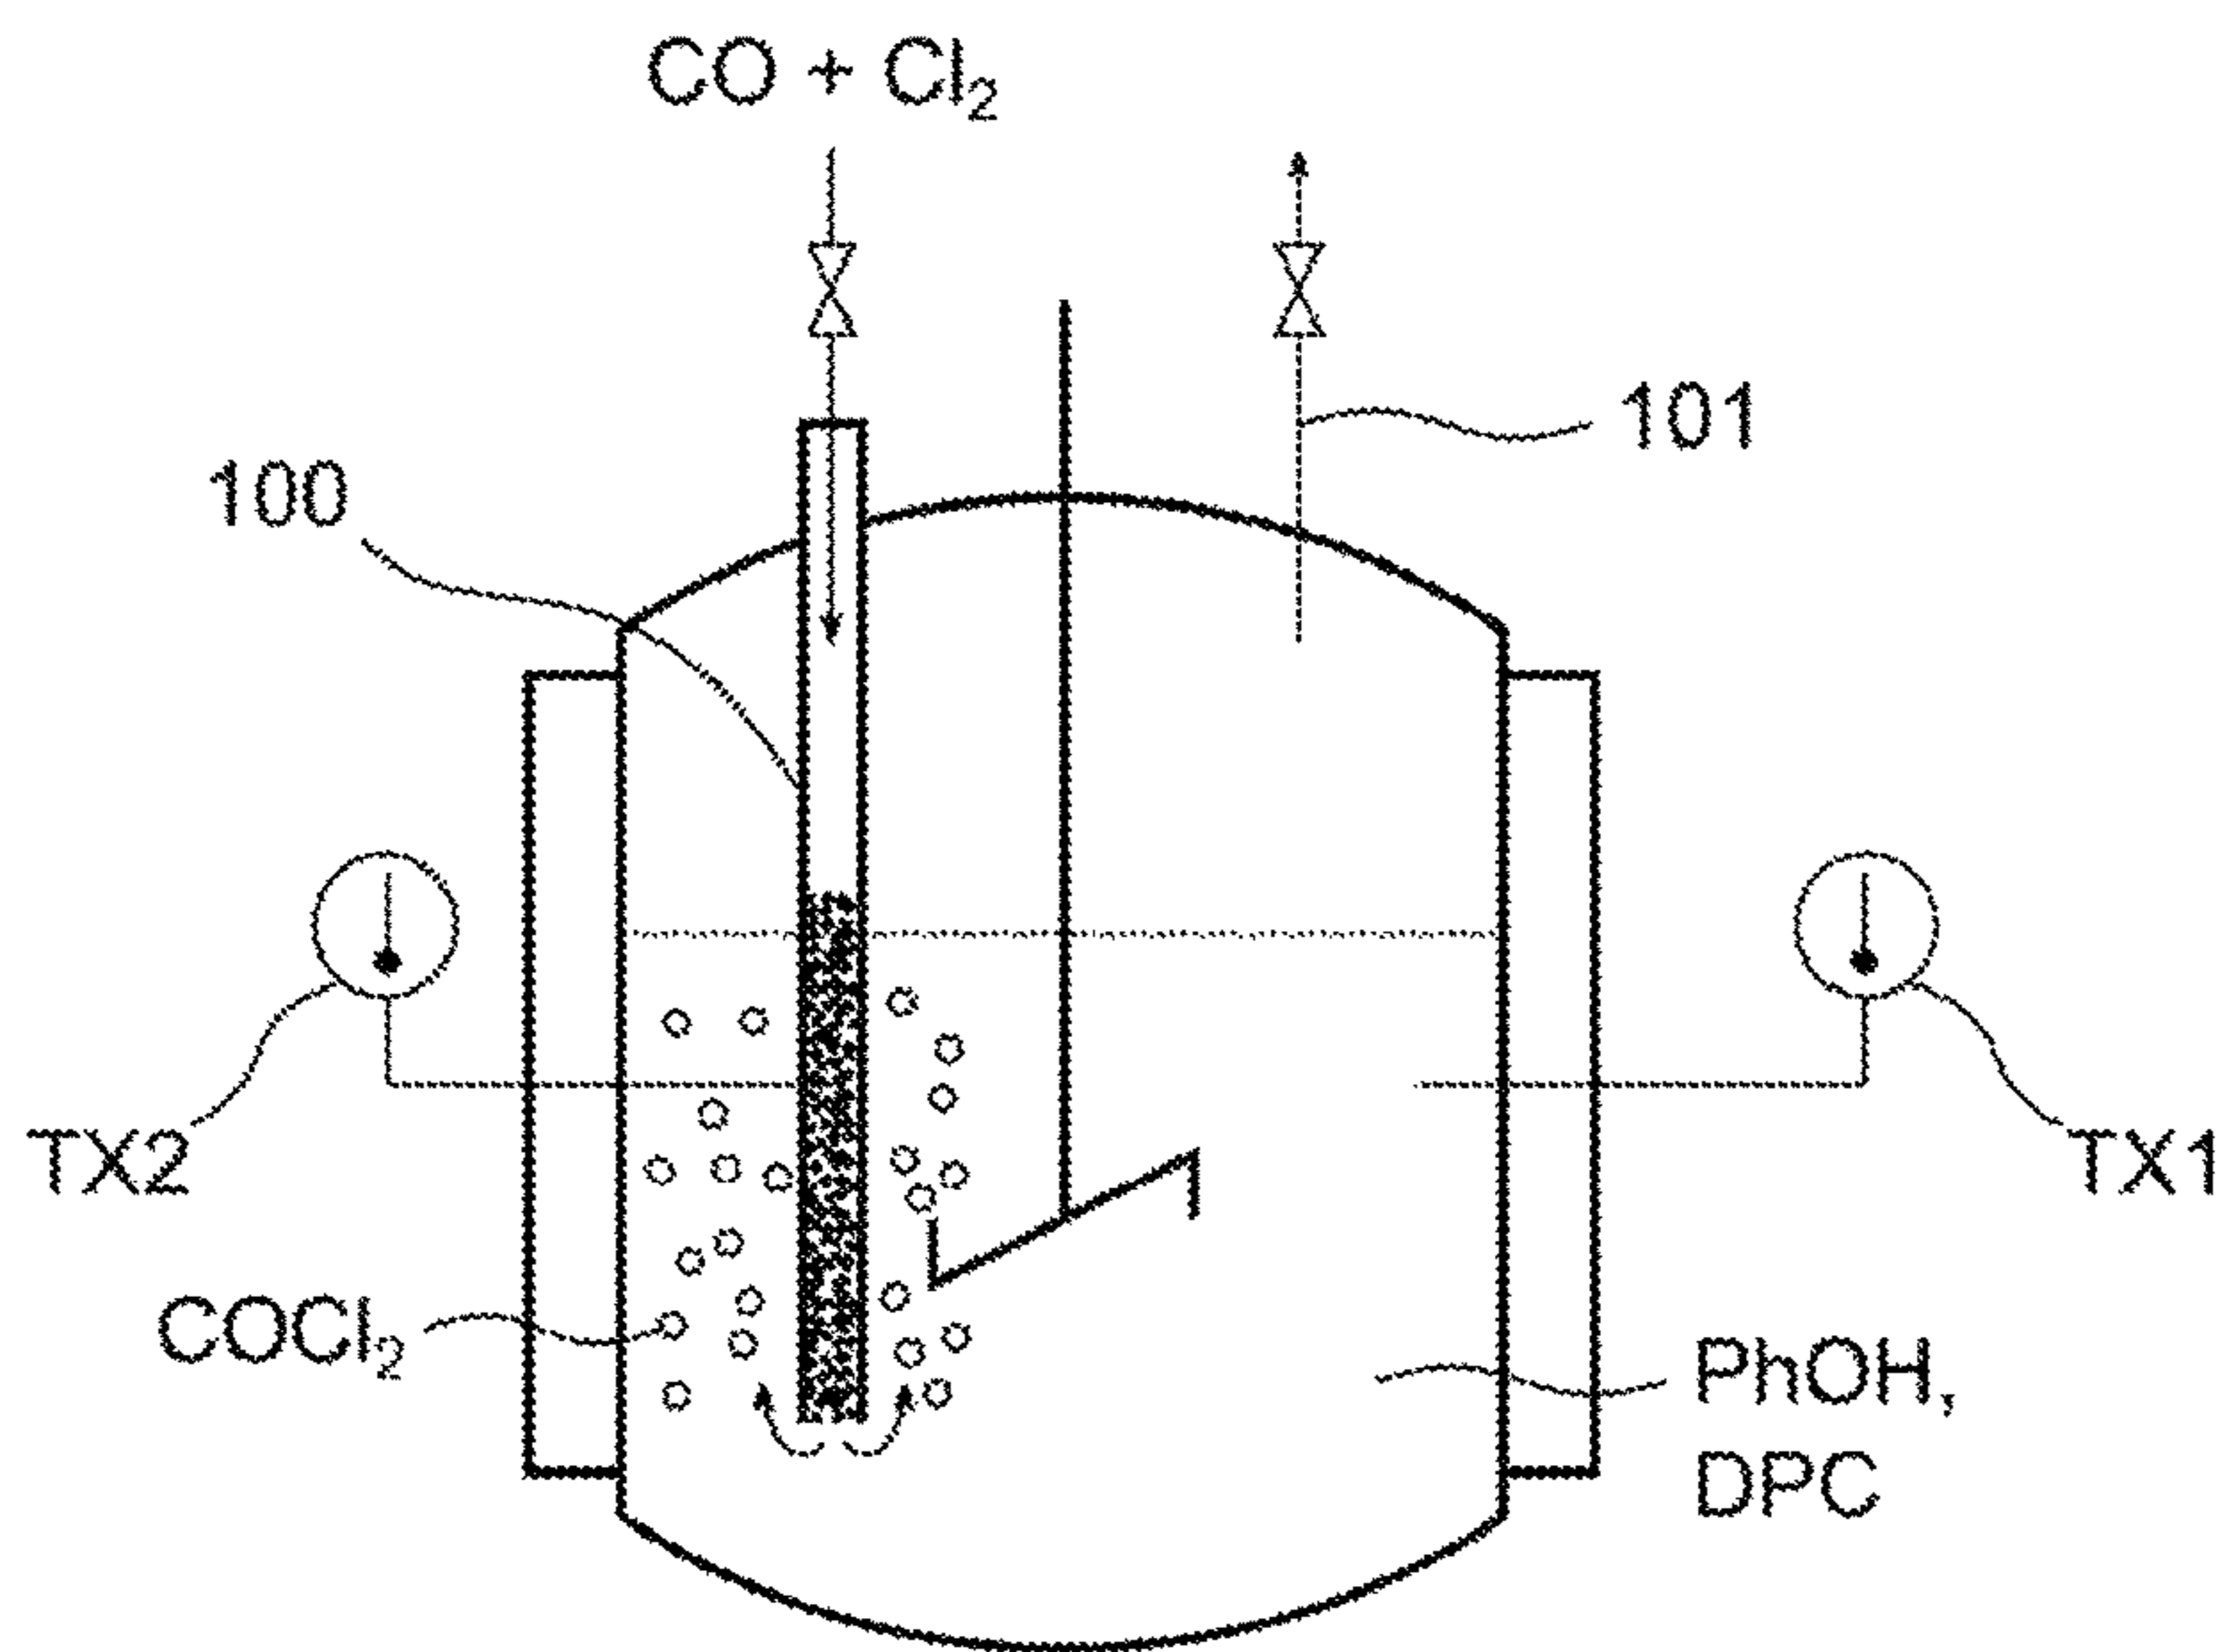 CO + Cl₂
101
100
TX2
TX1
COCl₂
PhOH,
DPC